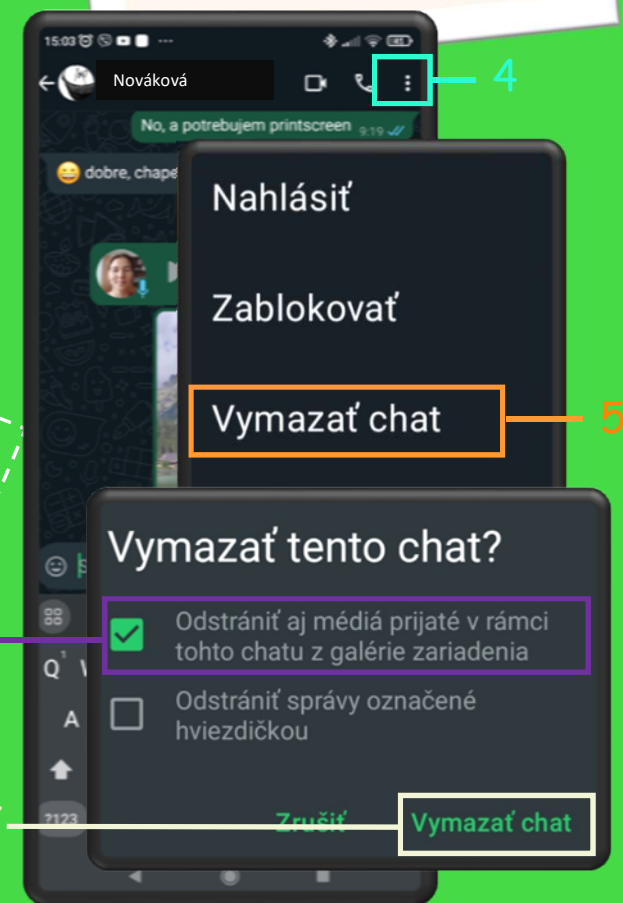 15:03
Nováková
4
No, a potrebujem printscreen 9:19
dobre, chape
Nahlásiť
Zablokovať
Vymazať chat
5
Vymazať tento chat?
Odstrániť aj médiá prijaté v rámci
tohto chatu z galérie zariadenia
Odstrániť správy označené
hviezdičkou
Zrušiť
Vymazať chat
Q
1
A
?123